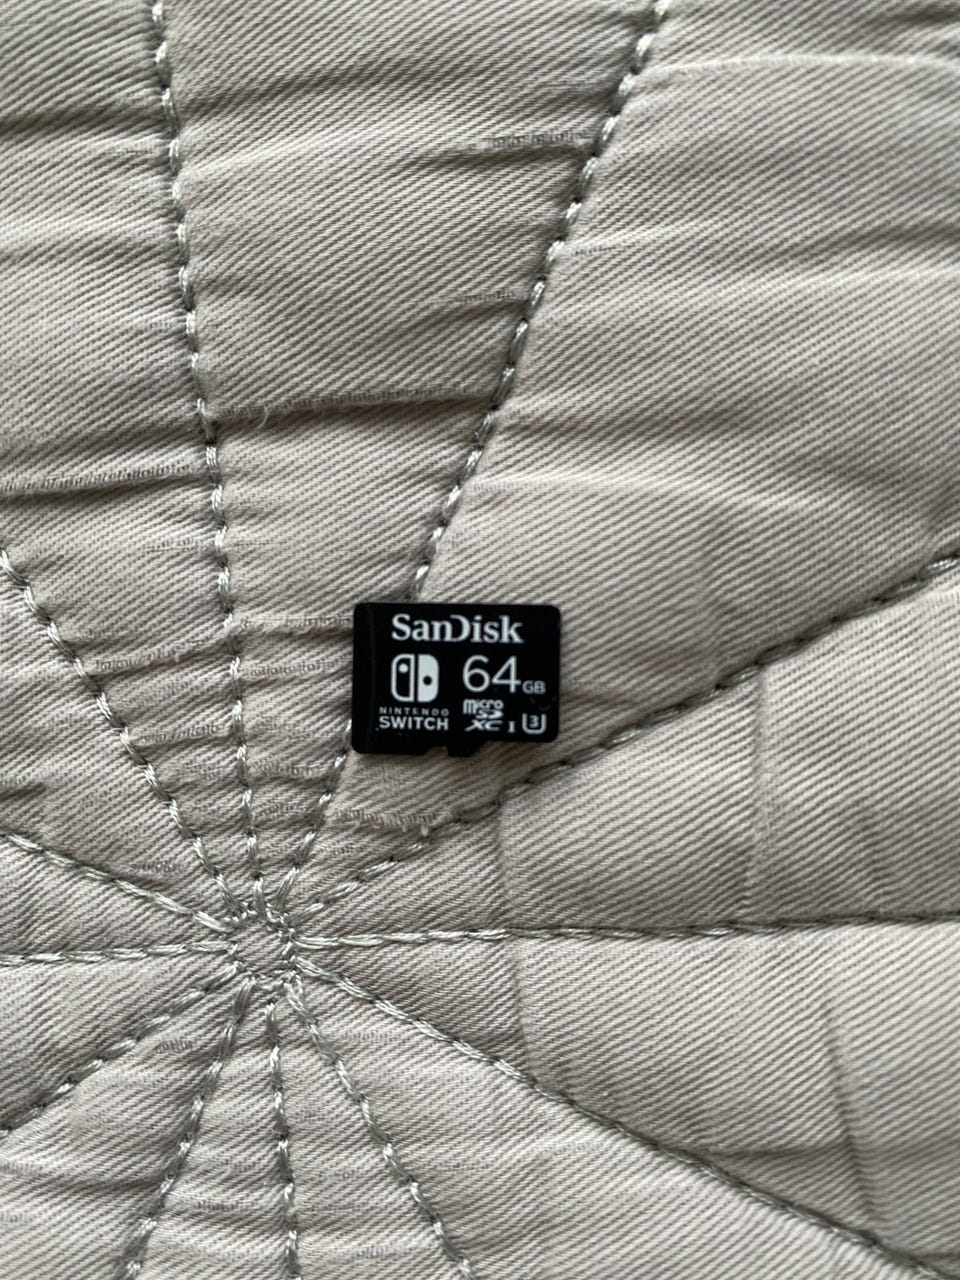 SanDisk
64GB
NINTENDO
SWITCH
micro
SD
XC I 3